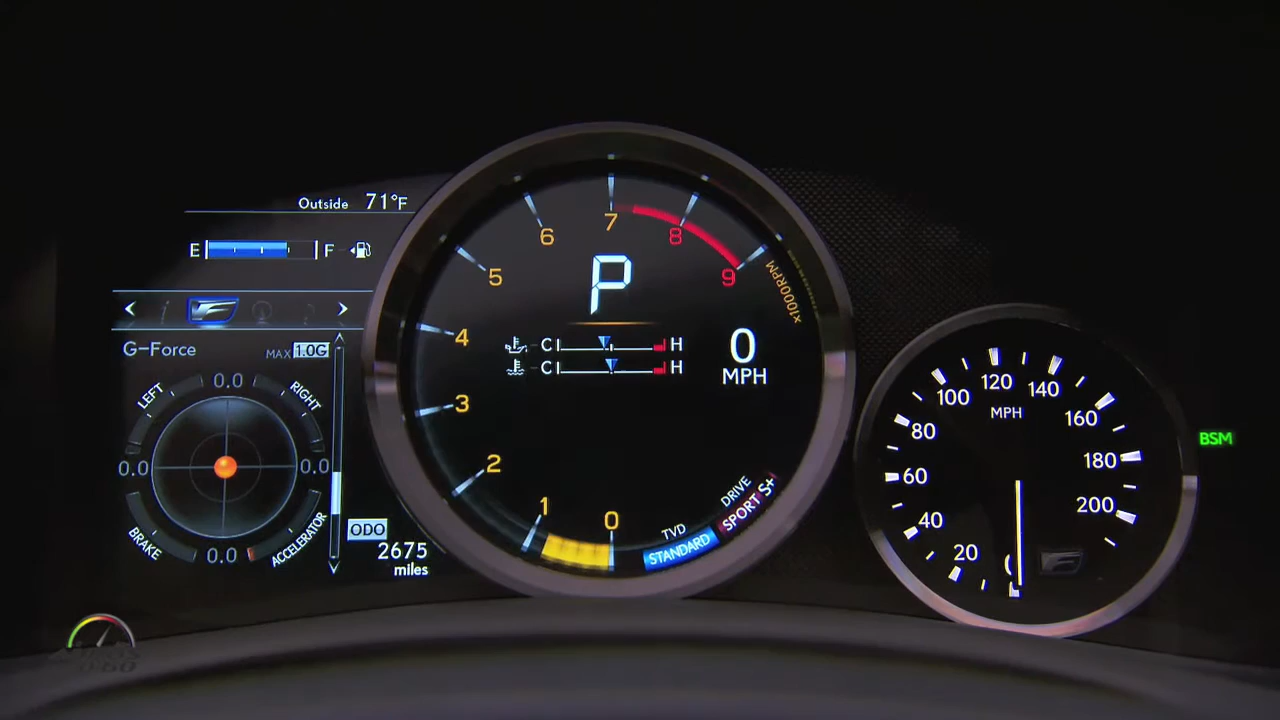 Outside 71°F
E F
G-Force MAX 1.0G
LEFT 0.0 RIGHT
0.0 0.0
BRAKE 0.0 ACCELERATOR
ODO
2675
miles
0
1
2
3
4
5
6
7
8
9
x1000RPM
P
C H
C H
0
MPH
TVD
STANDARD
DRIVE
SPORT S+
20
40
60
80
100
120
140
160
180
200
MPH
BSM
0-60